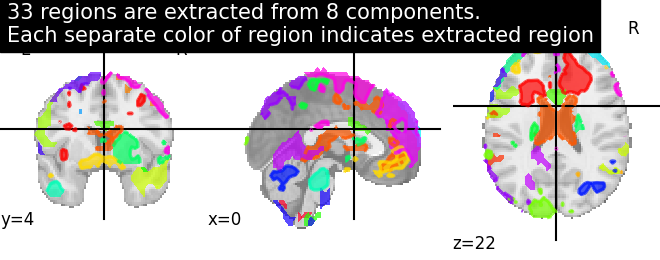 33 regions are extracted from 8 components.
Each separate color of region indicates extracted region
R
y=4
x=0
z=22